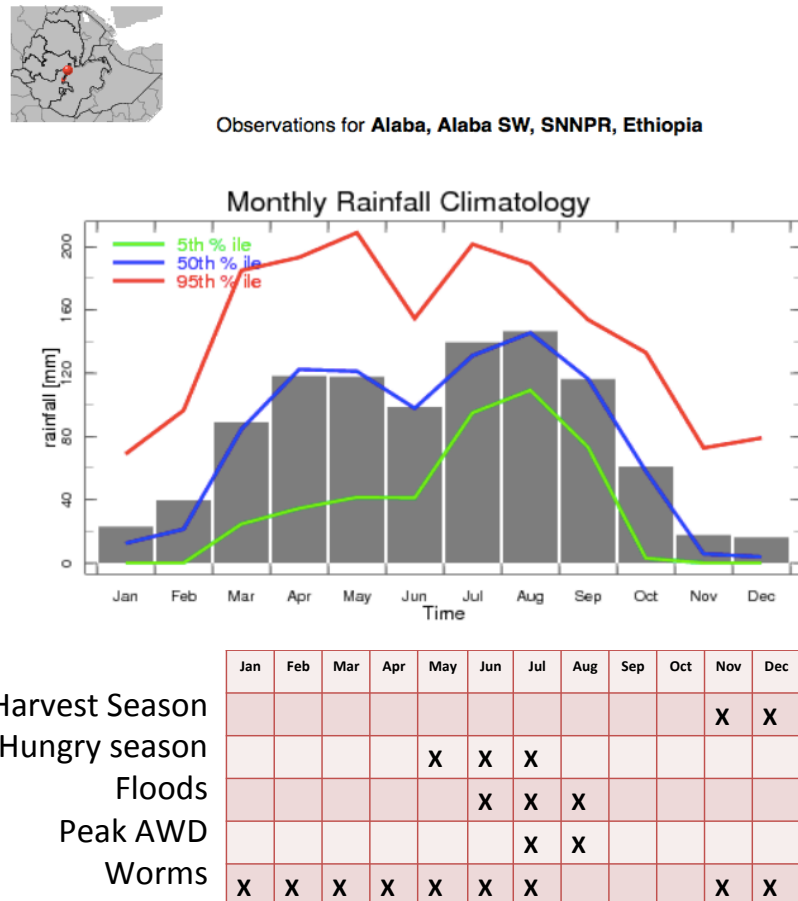 Observations for Alaba, Alaba SW, SNNPR, Ethiopia
Monthly Rainfall Climatology
5th % ile
50th % ile
95th % ile
rainfall [mm]
200
160
120
80
40
0
Jan Feb Mar Apr May Jun Jul Aug Sep Oct Nov Dec
Time
Jan Feb Mar Apr May Jun Jul Aug Sep Oct Nov Dec
Harvest Season X X
Hungry season X X X
Floods X X X
Peak AWD X X
Worms X X X X X X X X X